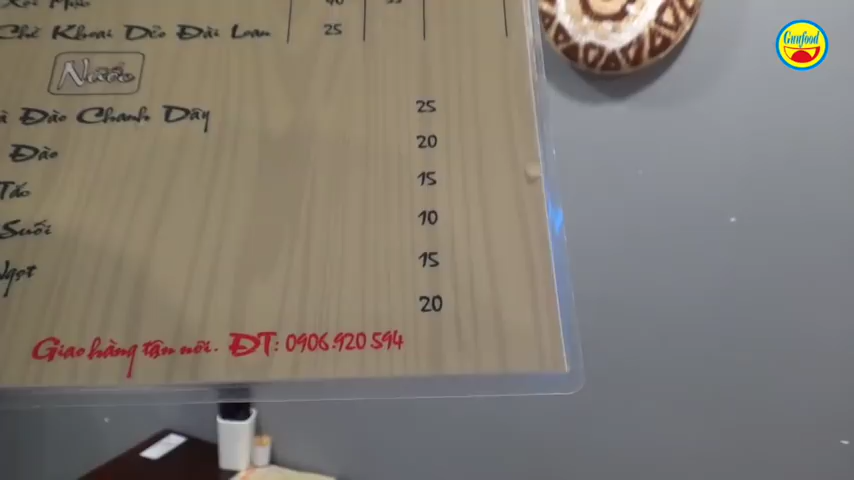 Gunfood
Chè Khoai Dẻo Đài Loan 25
Nước
Đào Chanh Dây 25
Đào 20
Táo 15
Suối 10
Ngọt 15
20
Giao hàng tận nơi. ĐT: 0906.920 594